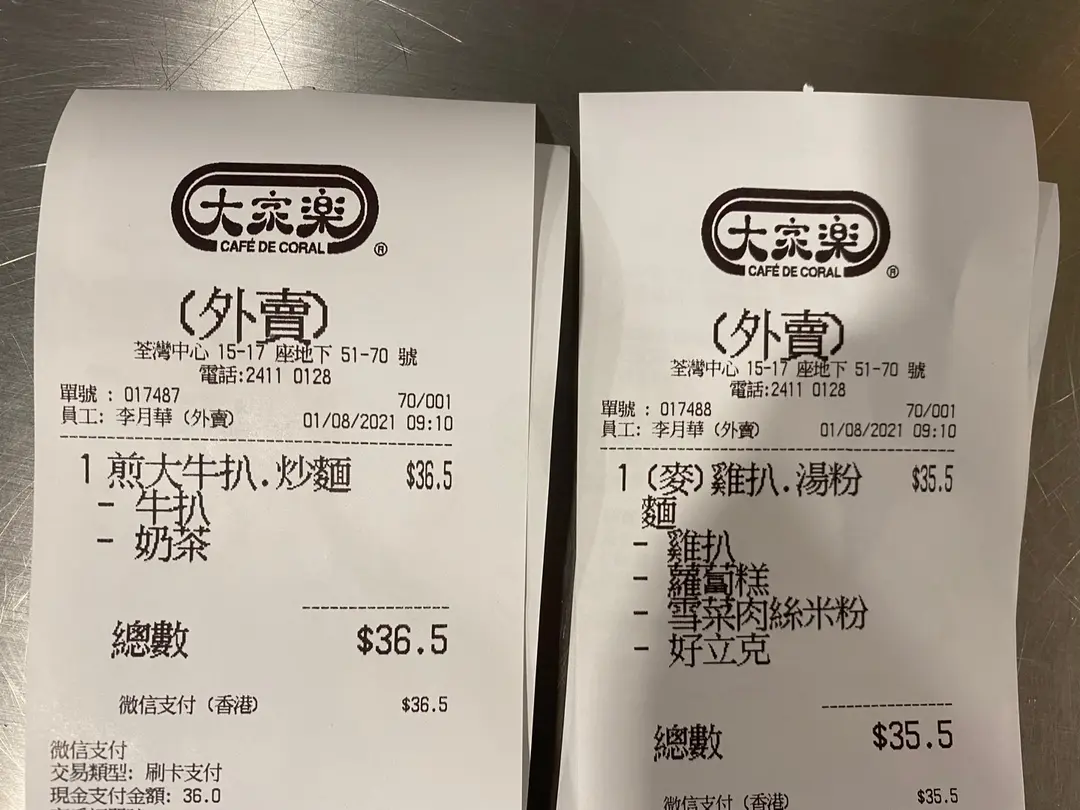 大家楽
CAFÉ DE CORAL
®
(外賣)
荃灣中心 15-17 座地下 51-70 號
電話:2411 0128
單號 : 017487
70/001
員工: 李月華 (外賣) 01/08/2021 09:10
1 煎大牛扒.炒麵 $36.5
- 牛扒
- 奶茶
總數 $36.5
微信支付 (香港) $36.5
微信支付
交易類型: 刷卡支付
現金支付金額: 36.0
大家楽
CAFÉ DE CORAL
®
(外賣)
荃灣中心 15-17 座地下 51-70 號
電話:2411 0128
單號 : 017488
70/001
員工: 李月華 (外賣) 01/08/2021 09:10
1 (麥)雞扒.湯粉 $35.5
麵
- 雞扒
- 蘿蔔糕
- 雪菜肉絲米粉
- 好立克
總數 $35.5
微信支付 (香港) $35.5